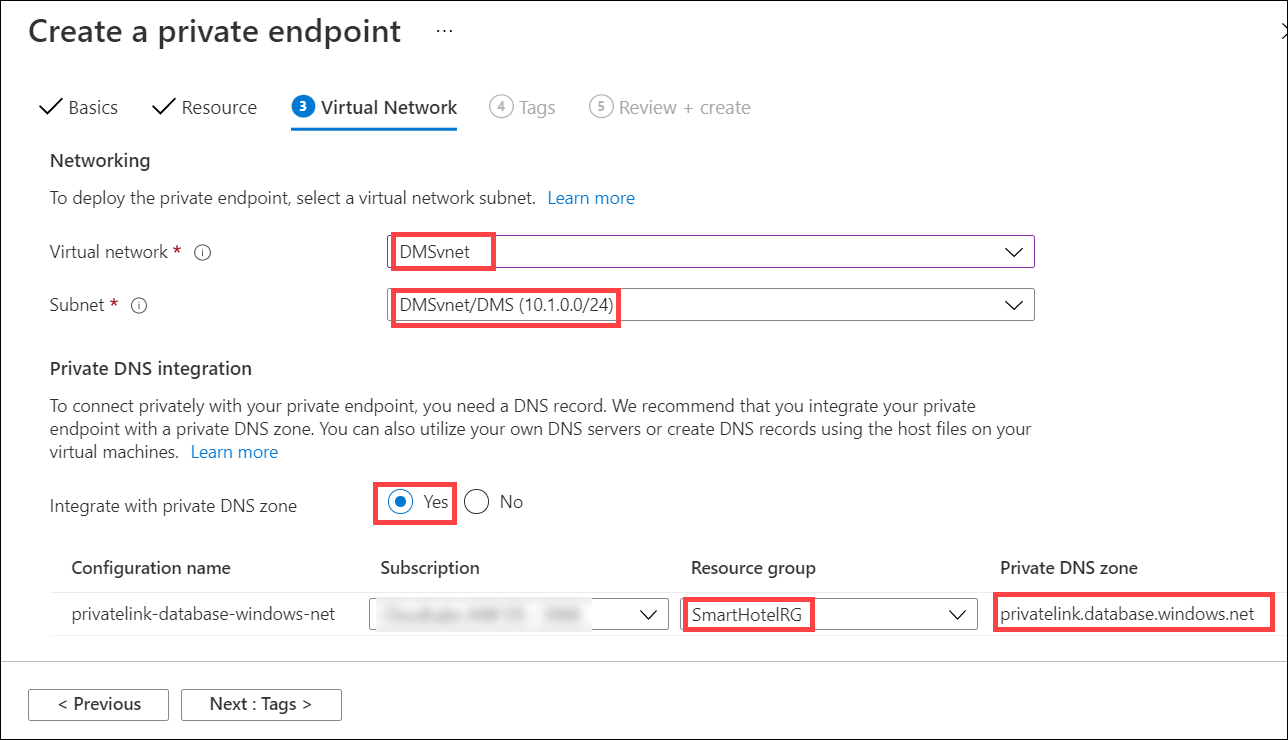 Create a private endpoint ...
Basics Resource 3 Virtual Network 4 Tags 5 Review + create
Networking
To deploy the private endpoint, select a virtual network subnet. Learn more
Virtual network * DMSvnet
Subnet * DMSvnet/DMS (10.1.0.0/24)
Private DNS integration
To connect privately with your private endpoint, you need a DNS record. We recommend that you integrate your private
endpoint with a private DNS zone. You can also utilize your own DNS servers or create DNS records using the host files on your
virtual machines. Learn more
Integrate with private DNS zone Yes No
Configuration name Subscription Resource group Private DNS zone
privatelink-database-windows-net SmartHotelRG privatelink.database.windows.net
< Previous Next : Tags >